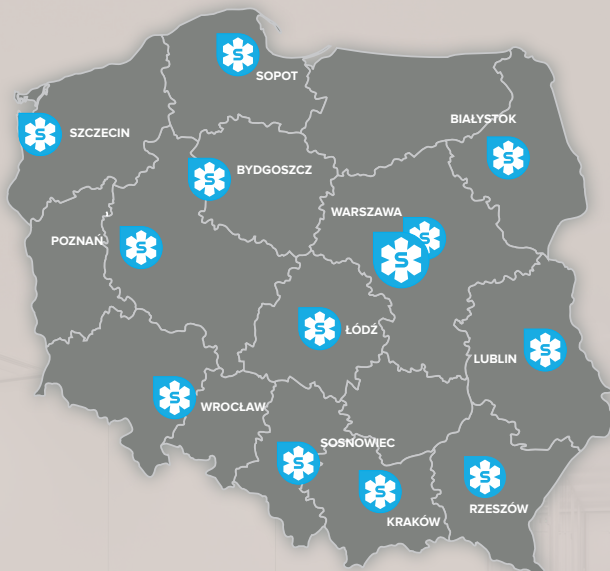 SOPOT
BIAŁYSTOK
SZCZECIN
BYDGOSZCZ
WARSZAWA
POZNAŃ
ŁÓDŹ
LUBLIN
WROCŁAW
SOSNOWIEC
RZESZÓW
KRAKÓW
S
S
S
S
S
S
S
S
S
S
S
S